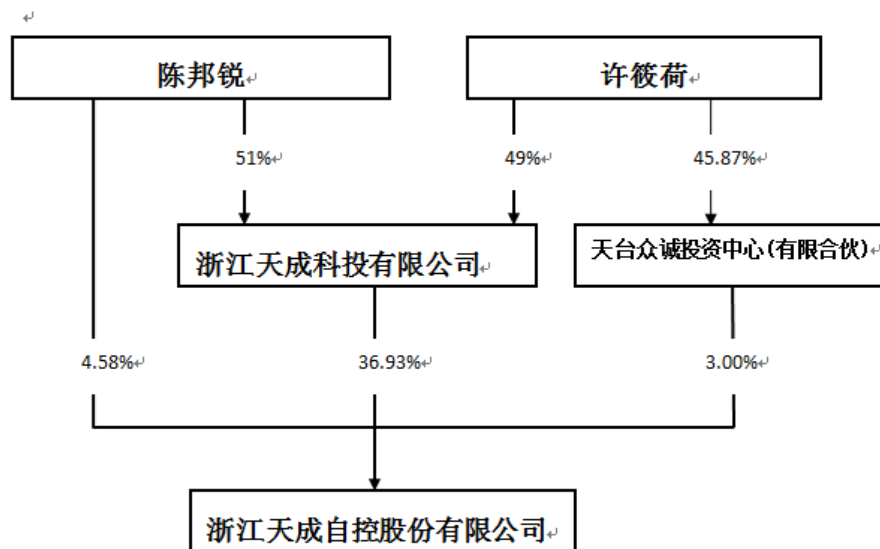 陈邦锐
许筱荷
51%
49%
45.87%
浙江天成科投有限公司
天台众诚投资中心(有限合伙)
4.58%
36.93%
3.00%
浙江天成自控股份有限公司